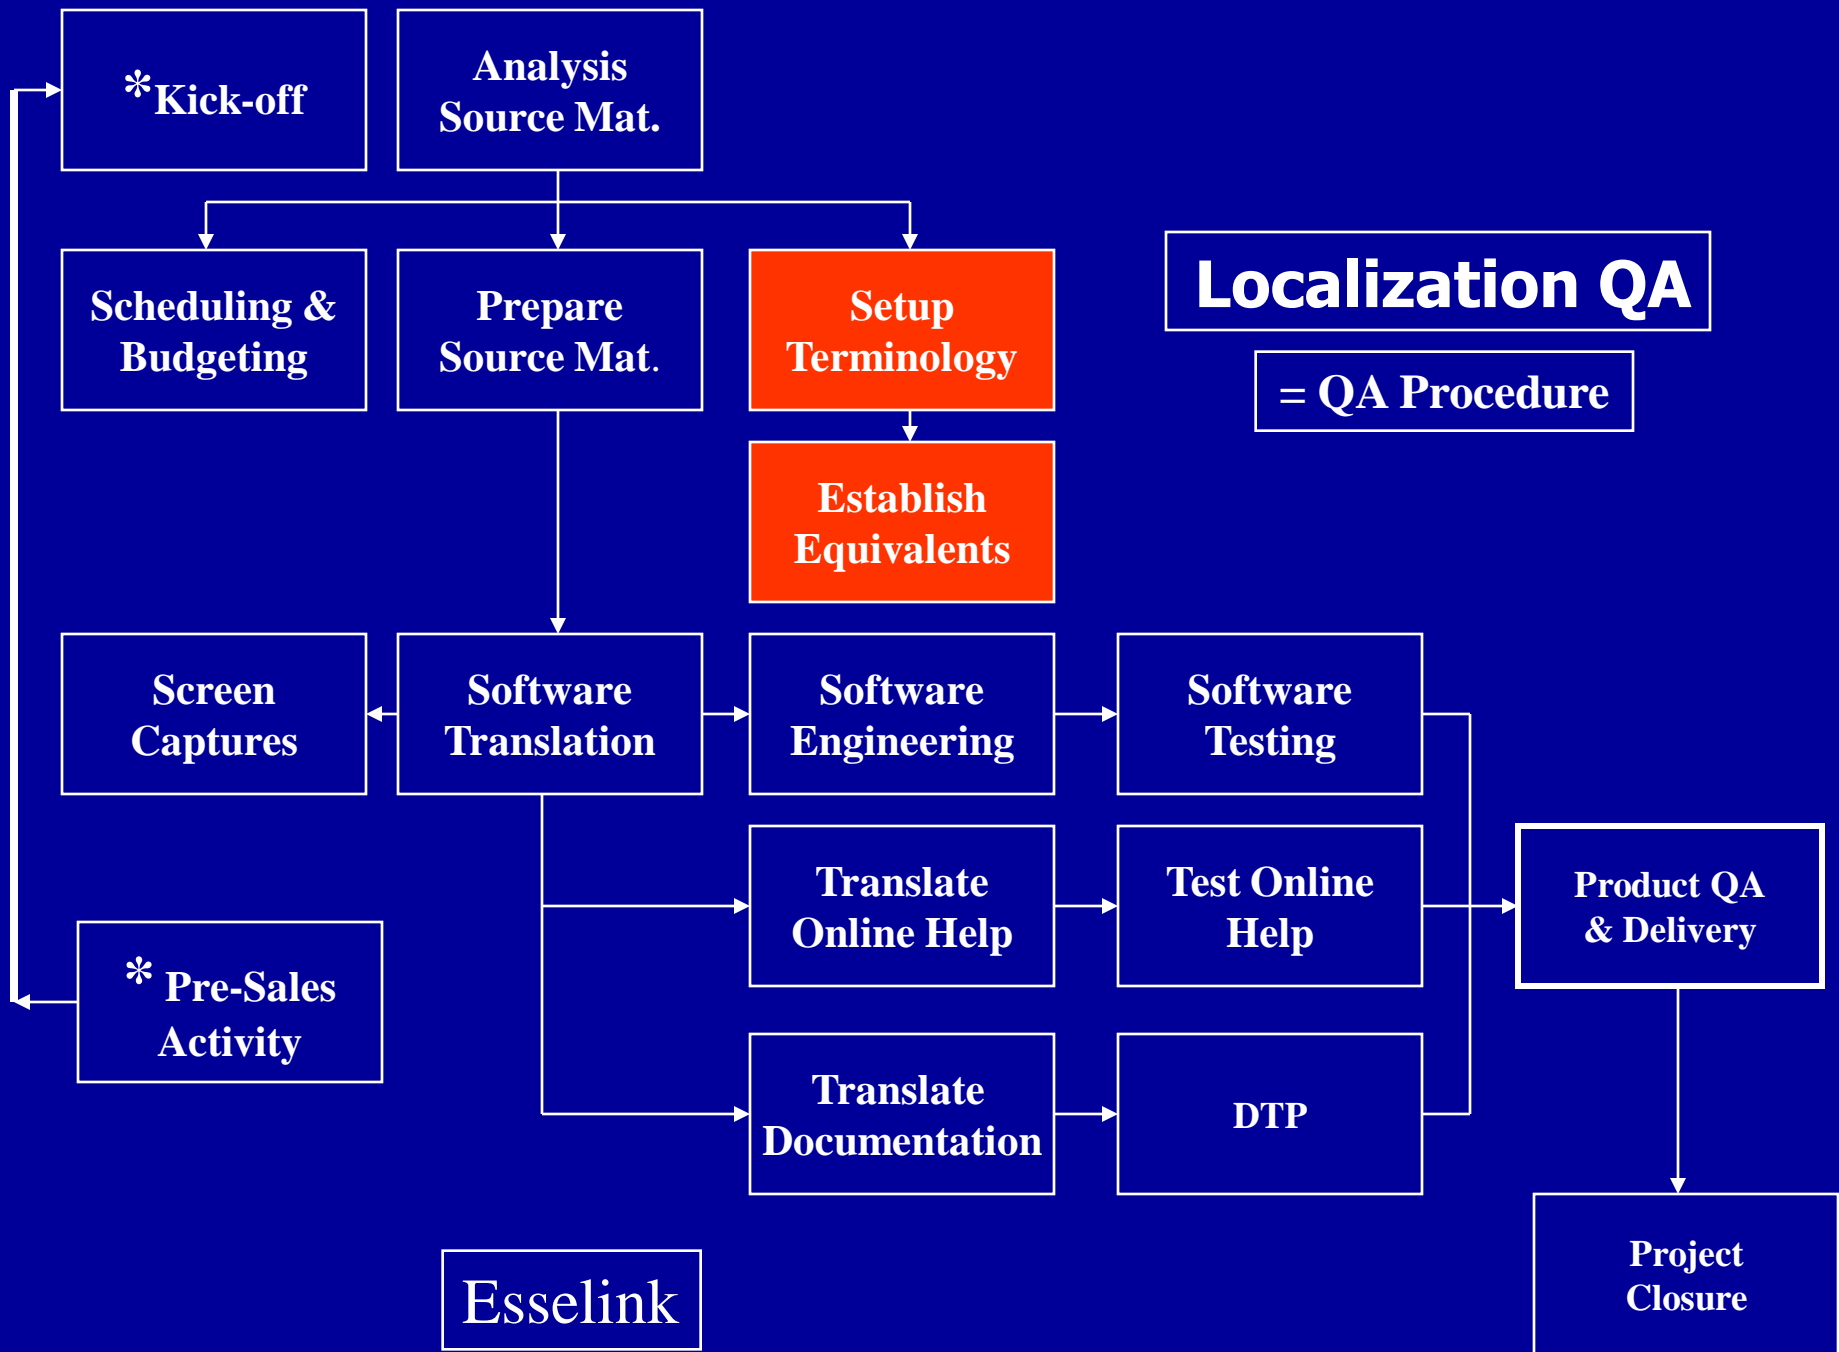 *Kick-off
Analysis
Source Mat.
Scheduling &
Budgeting
Prepare
Source Mat.
Setup
Terminology
Localization QA
= QA Procedure
Establish
Equivalents
Screen
Captures
Software
Translation
Software
Engineering
Software
Testing
Translate
Online Help
Test Online
Help
Product QA
& Delivery
* Pre-Sales
Activity
Translate
Documentation
DTP
Project
Closure
Esselink